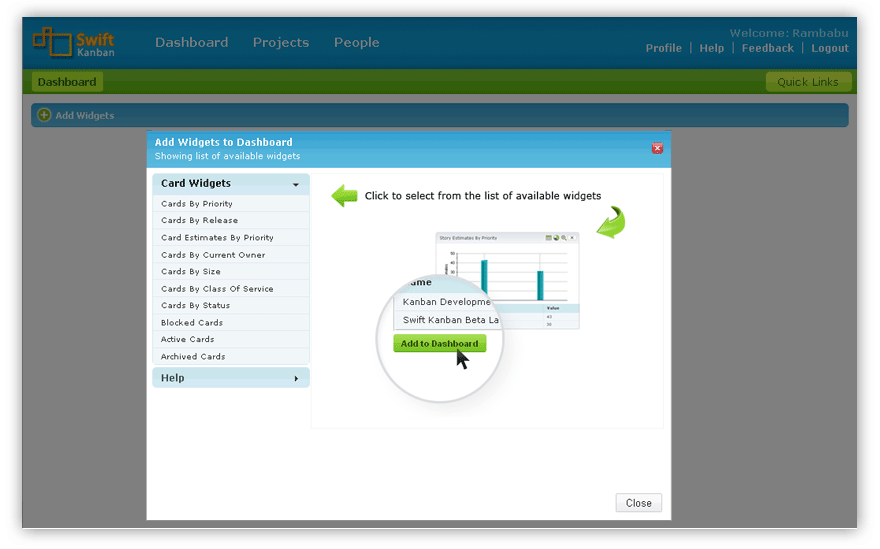 Swift
Kanban
Dashboard
Projects
People
Welcome: Rambabu
Profile | Help | Feedback | Logout
Dashboard
Quick Links
Add Widgets
Add Widgets to Dashboard
Showing list of available widgets
Card Widgets
Cards By Priority
Cards By Release
Card Estimates By Priority
Cards By Current Owner
Cards By Size
Cards By Class Of Service
Cards By Status
Blocked Cards
Active Cards
Archived Cards
Help
Click to select from the list of available widgets
Story Estimates By Priority
50
40
30
ame
Value
Kanban Developme
43
Swift Kanban Beta La
Add to Dashboard
Close